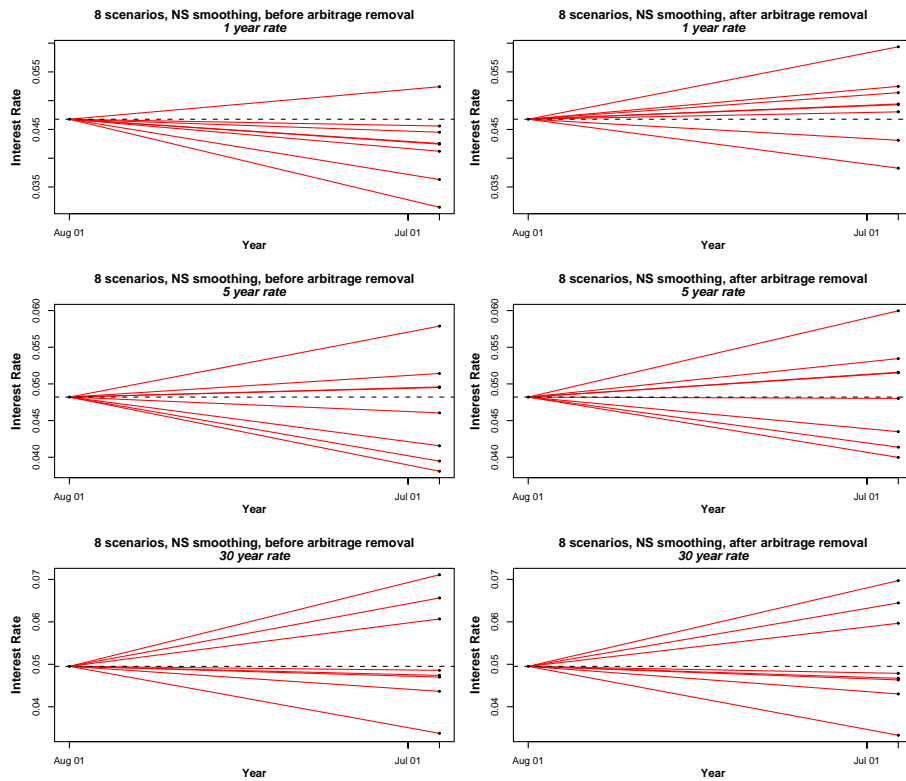 8 scenarios, NS smoothing, before arbitrage removal
1 year rate
Interest Rate
0.055
0.045
0.035
Aug 01
Jul 01
Year
8 scenarios, NS smoothing, after arbitrage removal
1 year rate
Interest Rate
0.055
0.045
0.035
Aug 01
Jul 01
Year
8 scenarios, NS smoothing, before arbitrage removal
5 year rate
Interest Rate
0.060
0.055
0.050
0.045
0.040
Aug 01
Jul 01
Year
8 scenarios, NS smoothing, after arbitrage removal
5 year rate
Interest Rate
0.060
0.055
0.050
0.045
0.040
Aug 01
Jul 01
Year
8 scenarios, NS smoothing, before arbitrage removal
30 year rate
Interest Rate
0.07
0.06
0.05
0.04
Aug 01
Jul 01
Year
8 scenarios, NS smoothing, after arbitrage removal
30 year rate
Interest Rate
0.07
0.06
0.05
0.04
Aug 01
Jul 01
Year